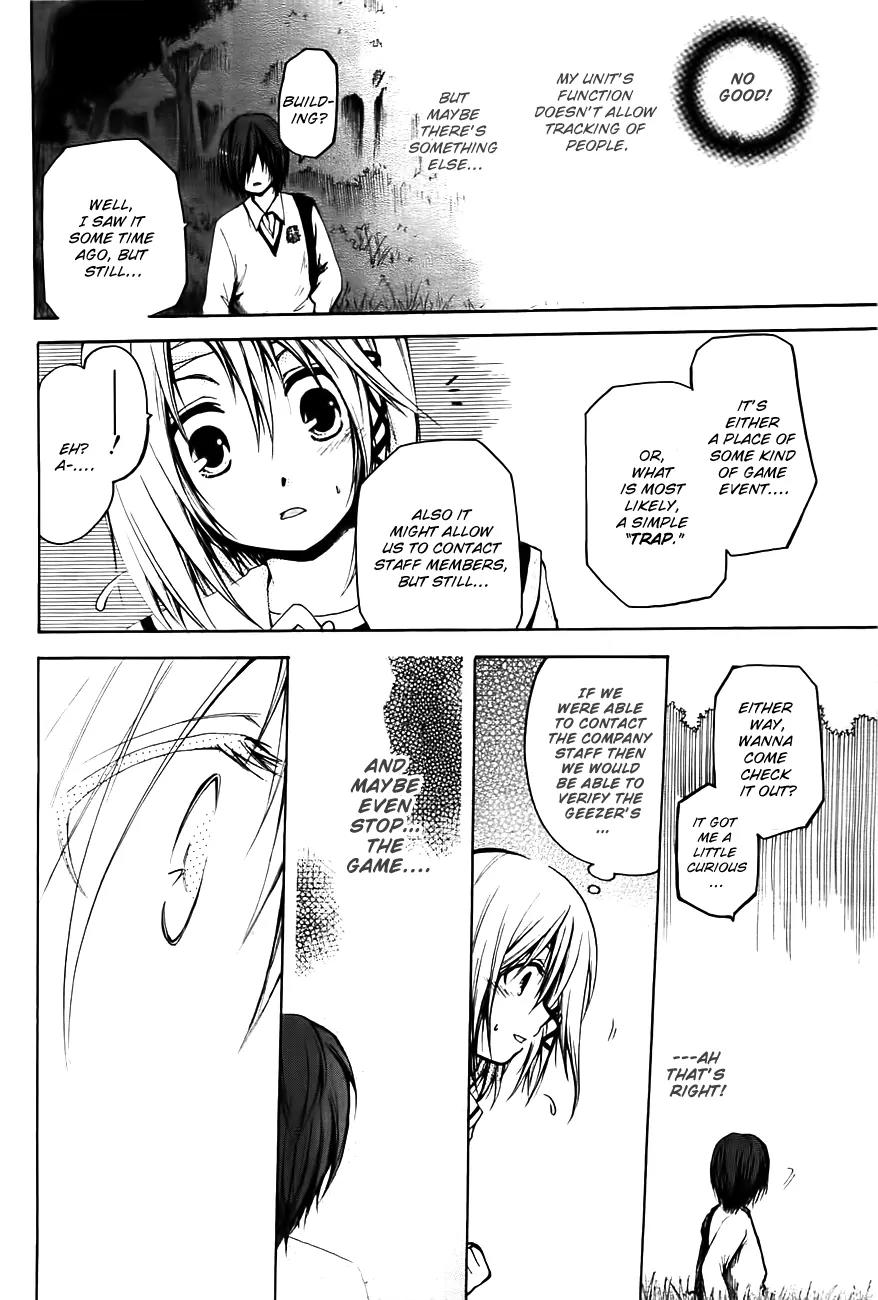 NO
GOOD!
MY UNIT'S
FUNCTION
DOESN'T ALLOW
TRACKING OF
PEOPLE.
BUT
MAYBE
THERE'S
SOMETHING
ELSE...
BUILD-
ING?
WELL,
I SAW IT
SOME TIME
AGO, BUT
STILL...
IT'S
EITHER
A PLACE OF
SOME KIND
OF GAME
EVENT....
OR,
WHAT
IS MOST
LIKELY,
A SIMPLE
"TRAP."
ALSO IT
MIGHT ALLOW
US TO CONTACT
STAFF MEMBERS,
BUT STILL...
!
EH?
A-....
EITHER
WAY,
WANNA
COME
CHECK
IT OUT?
IT GOT
ME A
LITTLE
CURIOUS
...
---AH
THAT'S
RIGHT!
IF WE
WERE ABLE
TO CONTACT
THE COMPANY
STAFF THEN
WE WOULD
BE ABLE TO
VERIFY THE
GEEZER'S
...
AND
MAYBE
EVEN
STOP...
THE
GAME....